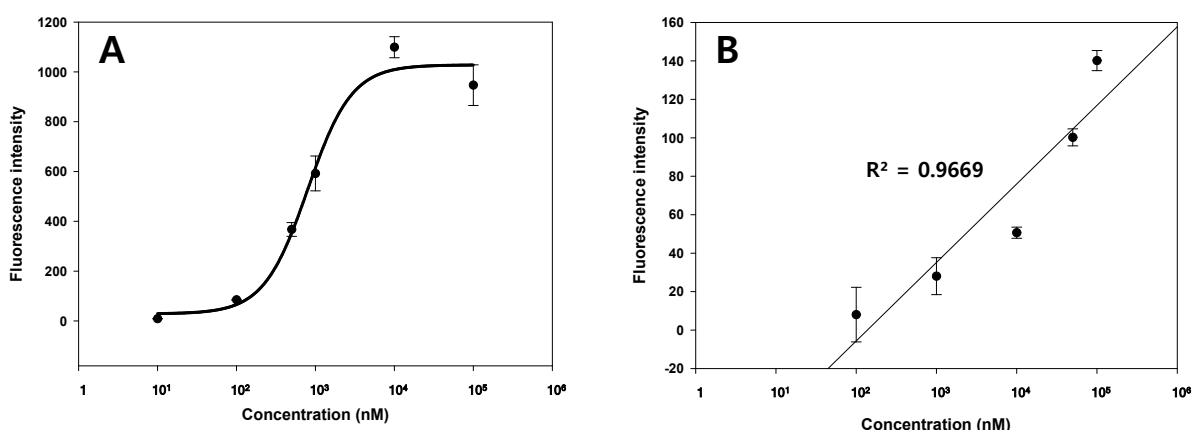 A
Fluorescence intensity
1200
1000
800
600
400
200
0
1 10¹ 10² 10³ 10⁴ 10⁵ 10⁶
Concentration (nM)
B
Fluorescence intensity
160
140
120
100
80
60
40
20
0
-20
R² = 0.9669
1 10¹ 10² 10³ 10⁴ 10⁵ 10⁶
Concentration (nM)